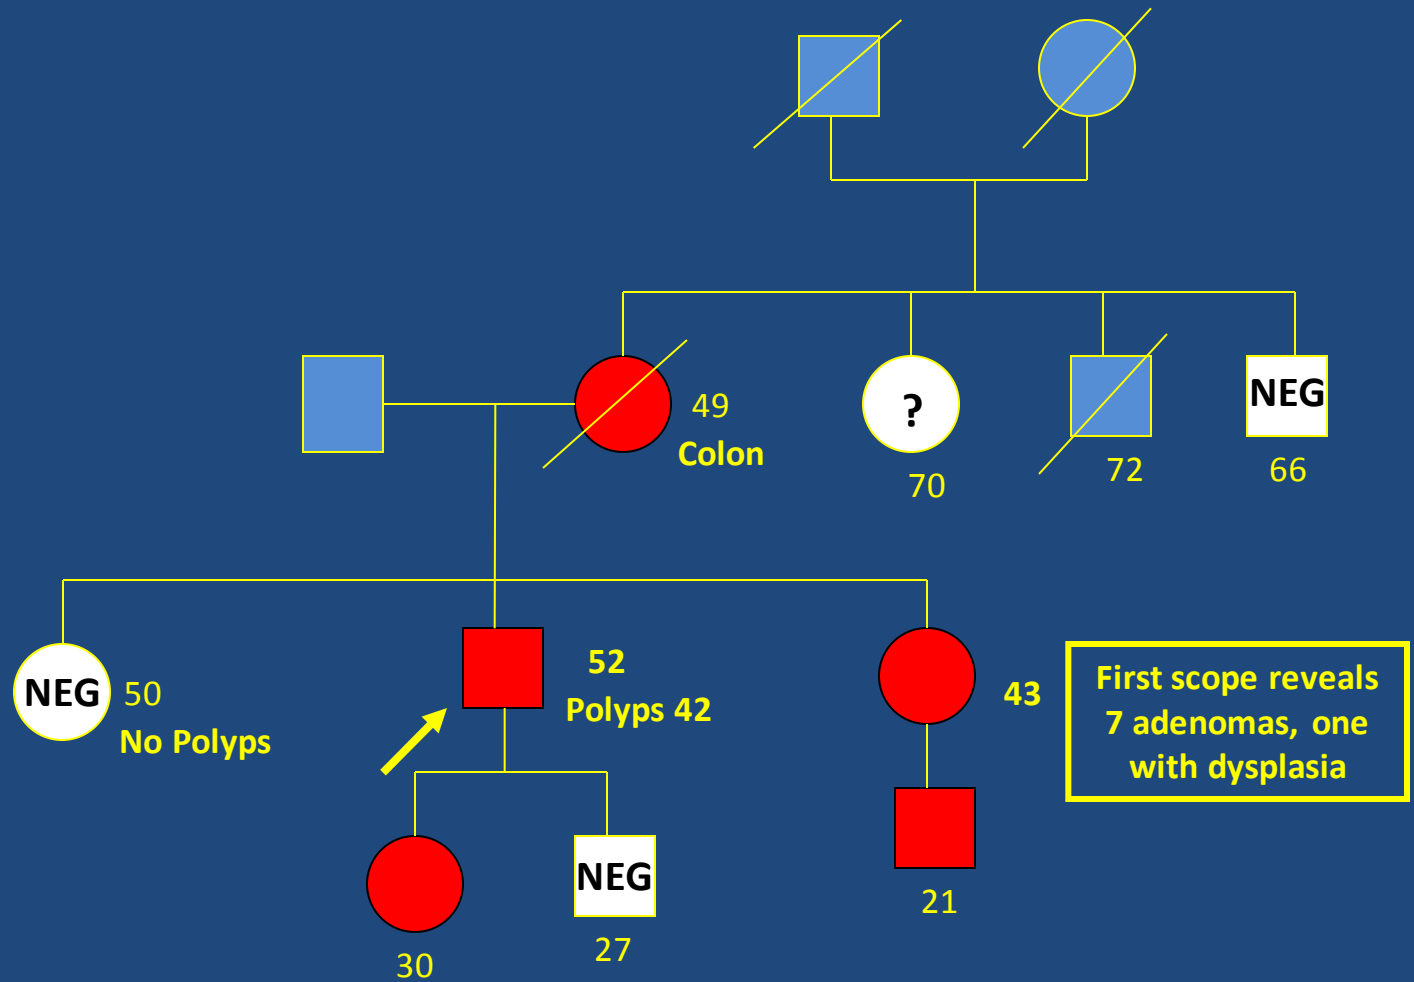 49
Colon
?
70
72
NEG
66
NEG
50
No Polyps
52
Polyps 42
43
First scope reveals
7 adenomas, one
with dysplasia
30
NEG
27
21